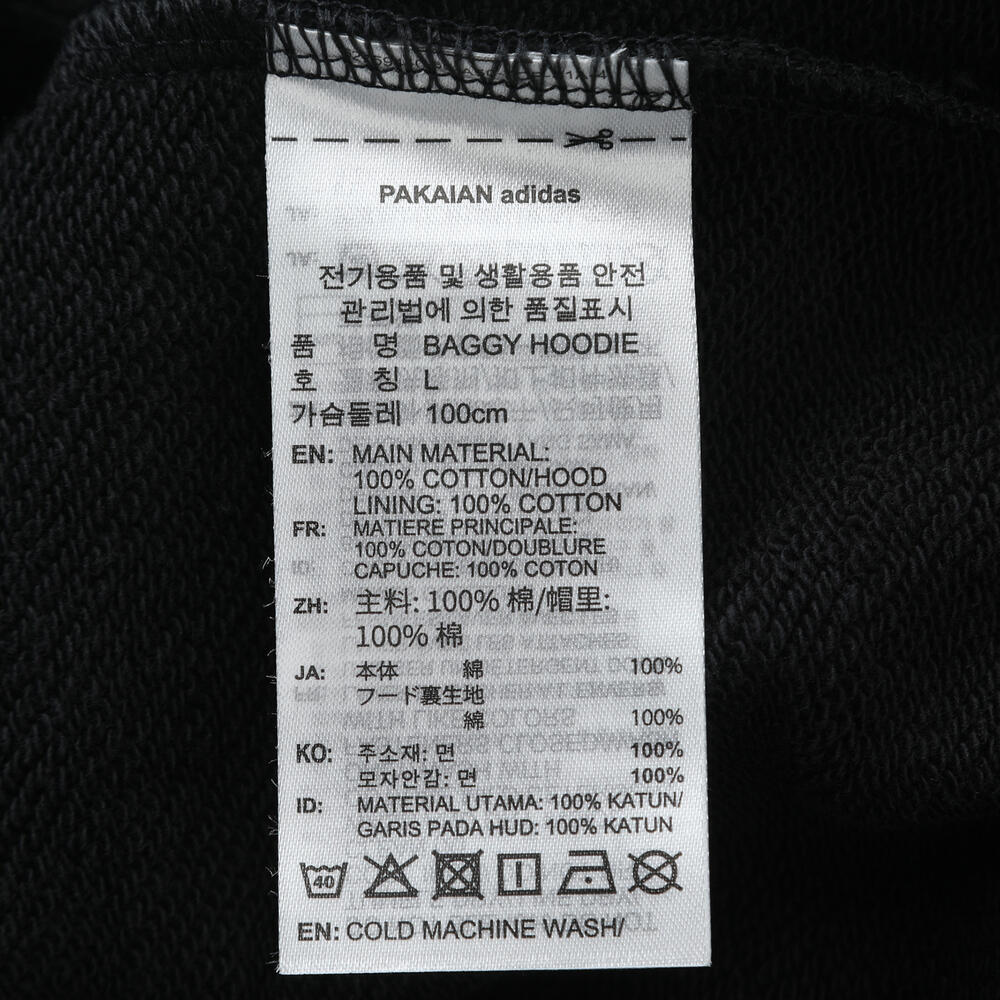 PAKAIAN adidas
전기용품 및 생활용품 안전
관리법에 의한 품질표시
품 명 BAGGY HOODIE
호 칭 L
가슴둘레 100cm
EN: MAIN MATERIAL:
100% COTTON/HOOD
LINING: 100% COTTON
FR: MATIERE PRINCIPALE:
100% COTON/DOUBLURE
CAPUCHE: 100% COTON
ZH: 主料: 100% 棉/帽里:
100% 棉
JA: 本体 綿 100%
フード裏生地
綿 100%
KO: 주소재: 면 100%
모자안감: 면 100%
ID: MATERIAL UTAMA: 100% KATUN/
GARIS PADA HUD: 100% KATUN
40
EN: COLD MACHINE WASH/